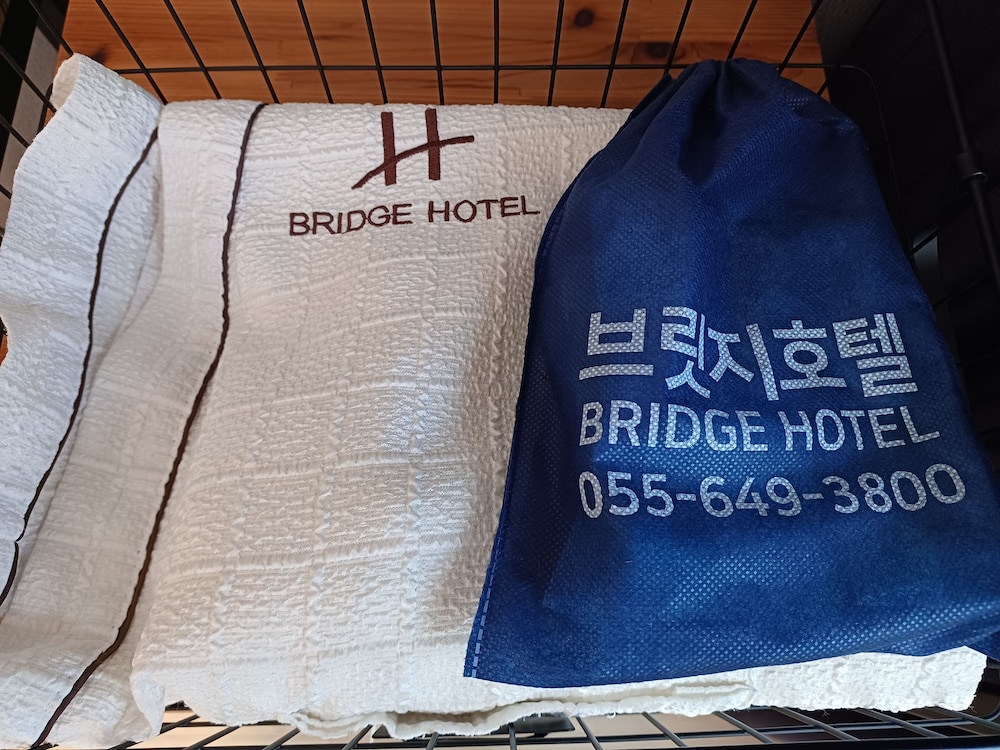 H
BRIDGE HOTEL
브릿지호텔
BRIDGE HOTEL
055-649-3800